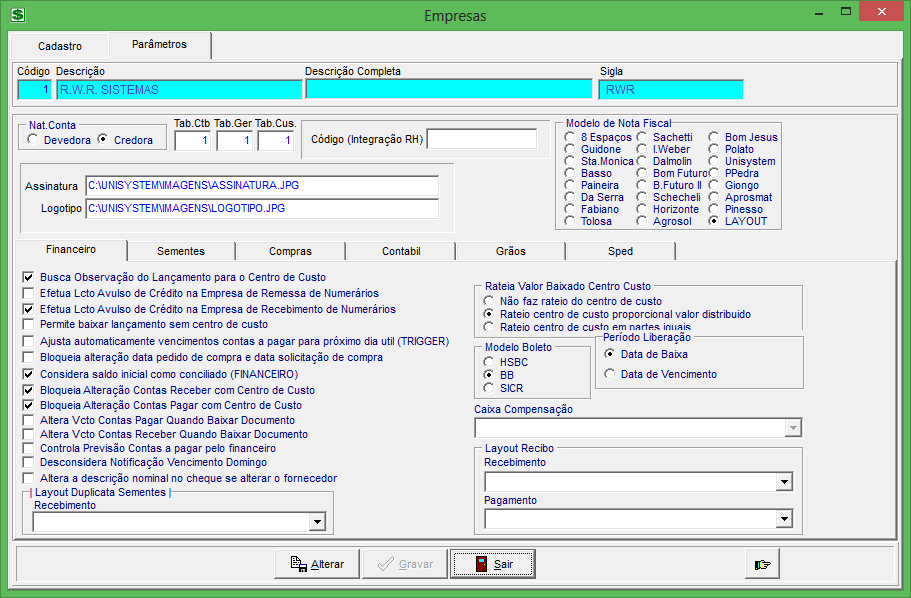 Empresas
Cadastro
Parâmetros
Código
Descrição
Descrição Completa
Sigla
1
R.W.R. SISTEMAS
RWR
Nat.Conta
Devedora
Credora
Tab.Ctb
Tab.Ger
Tab.Cus.
1
1
1
Código (Integração RH)
Modelo de Nota Fiscal
8 Espaços
Sachetti
Bom Jesus
Guidone
I.Weber
Polato
Sta.Monica
Dalmolin
Unisystem
Basso
Bom Futuro
PPedra
Paineira
B.Futuro II
Giongo
Da Serra
Schecheli
Aprosmat
Fabiano
Horizonte
Pinesso
Tolosa
Agrosol
LAYOUT
Assinatura
C:\UNISYSTEM\IMAGENS\ASSINATURA.JPG
Logotipo
C:\UNISYSTEM\IMAGENS\LOGOTIPO.JPG
Financeiro
Sementes
Compras
Contabil
Grãos
Sped
Busca Observação do Lançamento para o Centro de Custo
Efetua Lcto Avulso de Crédito na Empresa de Remessa de Numerários
Efetua Lcto Avulso de Crédito na Empresa de Recebimento de Numerários
Permite baixar lançamento sem centro de custo
Ajusta automaticamente vencimentos contas a pagar para próximo dia util (TRIGGER)
Bloqueia alteração data pedido de compra e data solicitação de compra
Considera saldo inicial como conciliado (FINANCEIRO)
Bloqueia Alteração Contas Receber com Centro de Custo
Bloqueia Alteração Contas Pagar com Centro de Custo
Altera Vcto Contas Pagar Quando Baixar Documento
Altera Vcto Contas Receber Quando Baixar Documento
Controla Previsão Contas a pagar pelo financeiro
Desconsidera Notificação Vencimento Domingo
Altera a descrição nominal no cheque se alterar o fornecedor
Layout Duplicata Sementes
Recebimento
Rateia Valor Baixado Centro Custo
Não faz rateio do centro de custo
Rateio centro de custo proporcional valor distribuido
Rateio centro de custo em partes iguais
Modelo Boleto
HSBC
BB
SICR
Período Liberação
Data de Baixa
Data de Vencimento
Caixa Compensação
Layout Recibo
Recebimento
Pagamento
Alterar
Gravar
Sair